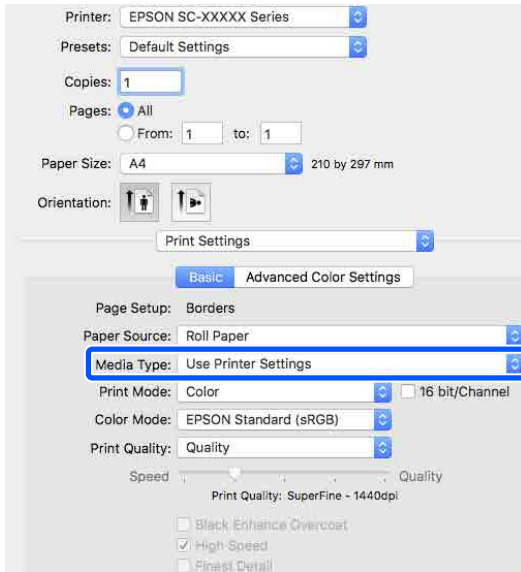 Printer: EPSON SC-XXXXX Series
Presets: Default Settings
Copies: 1
Pages: All
From: 1 to: 1
Paper Size: A4 210 by 297 mm
Orientation:
Print Settings
Basic Advanced Color Settings
Page Setup: Borders
Paper Source: Roll Paper
Media Type: Use Printer Settings
Print Mode: Color 16 bit/Channel
Color Mode: EPSON Standard (sRGB)
Print Quality: Quality
Speed Quality
Print Quality: SuperFine - 1440dpi
Black Enhance Overcoat
High Speed
Finest Detail